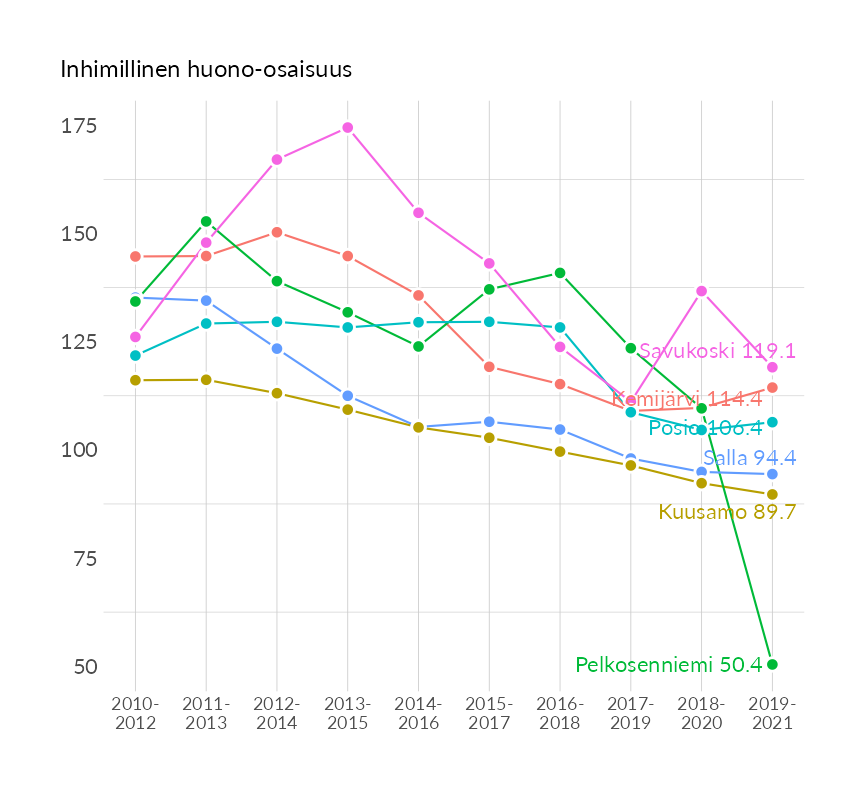 Inhimillinen huono-osaisuus
175
150
125
100
75
50
Savukoski 119.1
Kemijärvi 114.4
Posio 106.4
Salla 94.4
Kuusamo 89.7
Pelkosenniemi 50.4
2010- 2011- 2012- 2013- 2014- 2015- 2016- 2017- 2018- 2019-
2012 2013 2014 2015 2016 2017 2018 2019 2020 2021